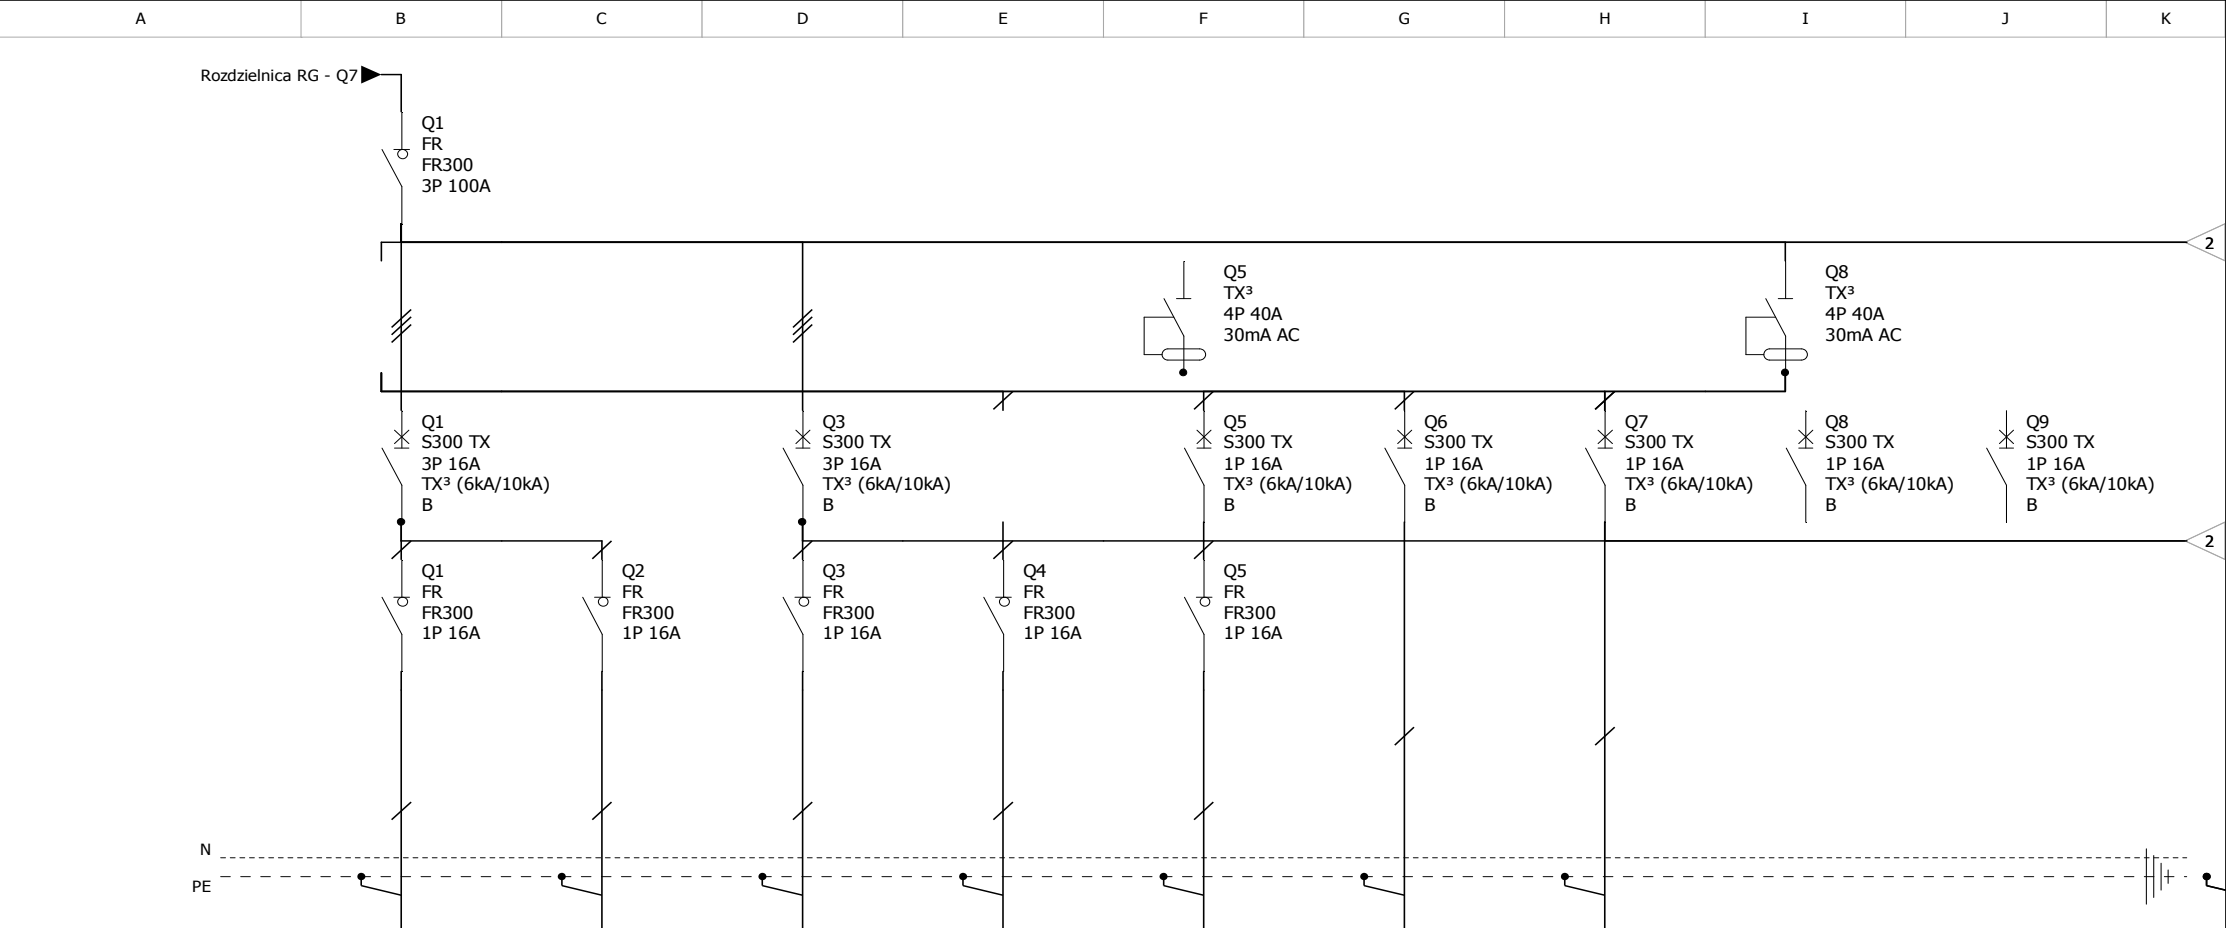 A
B
C
D
E
F
G
H
I
J
K
Rozdzielnica RG - Q7
Q1
FR
FR300
3P 100A
2
Q5
TX³
4P 40A
30mA AC
Q8
TX³
4P 40A
30mA AC
Q1
S300 TX
3P 16A
TX³ (6kA/10kA)
B
Q3
S300 TX
3P 16A
TX³ (6kA/10kA)
B
Q5
S300 TX
1P 16A
TX³ (6kA/10kA)
B
Q6
S300 TX
1P 16A
TX³ (6kA/10kA)
B
Q7
S300 TX
1P 16A
TX³ (6kA/10kA)
B
Q8
S300 TX
1P 16A
TX³ (6kA/10kA)
B
Q9
S300 TX
1P 16A
TX³ (6kA/10kA)
B
2
Q1
FR
FR300
1P 16A
Q2
FR
FR300
1P 16A
Q3
FR
FR300
1P 16A
Q4
FR
FR300
1P 16A
Q5
FR
FR300
1P 16A
N
PE